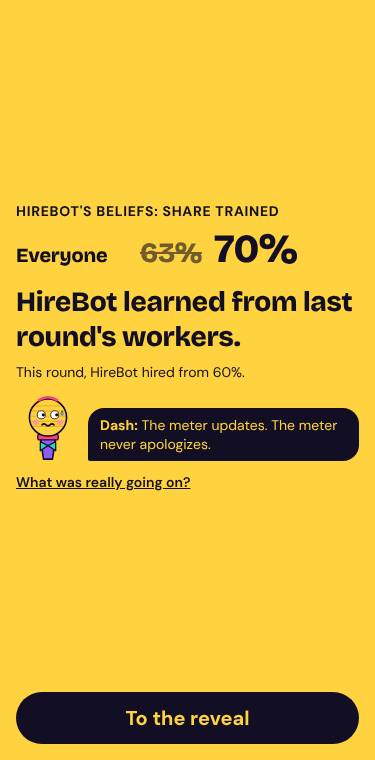 HIREBOT'S BELIEFS: SHARE TRAINED
Everyone 63% 70%
HireBot learned from last
round's workers.
This round, HireBot hired from 60%.
Dash: The meter updates. The meter
never apologizes.
What was really going on?
To the reveal